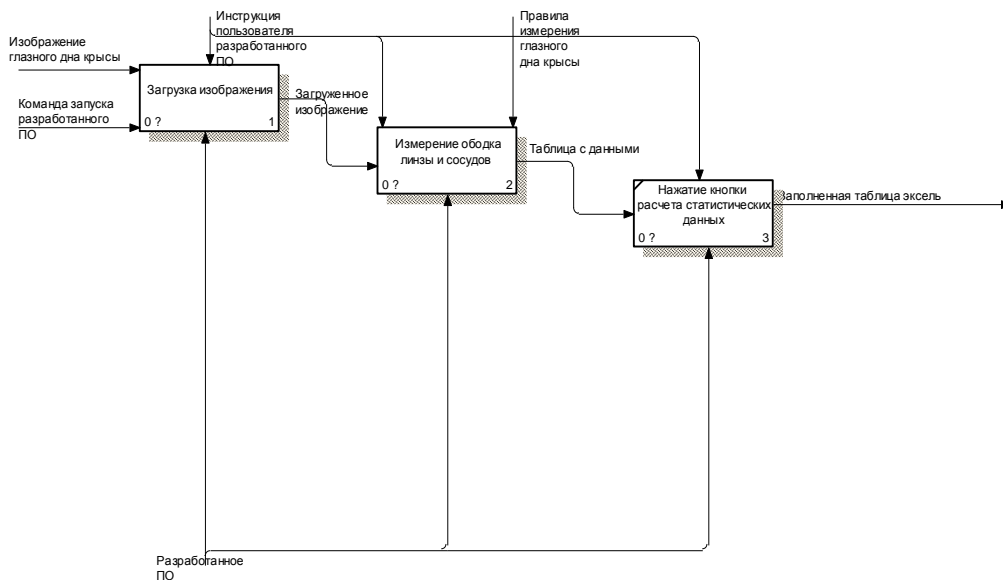 Инструкция
пользователя
разработанного
ПО
Правила
измерения
глазного
дна крысы
Изображение
глазного дна крысы
Команда запуска
разработанного
ПО
Загрузка изображения
0 ?
1
Загруженное
изображение
Измерение ободка
линзы и сосудов
0 ?
2
Таблица с данными
Нажатие кнопки
расчета статистических
данных
0 ?
3
Заполненная таблица эксель
Разработанное
ПО